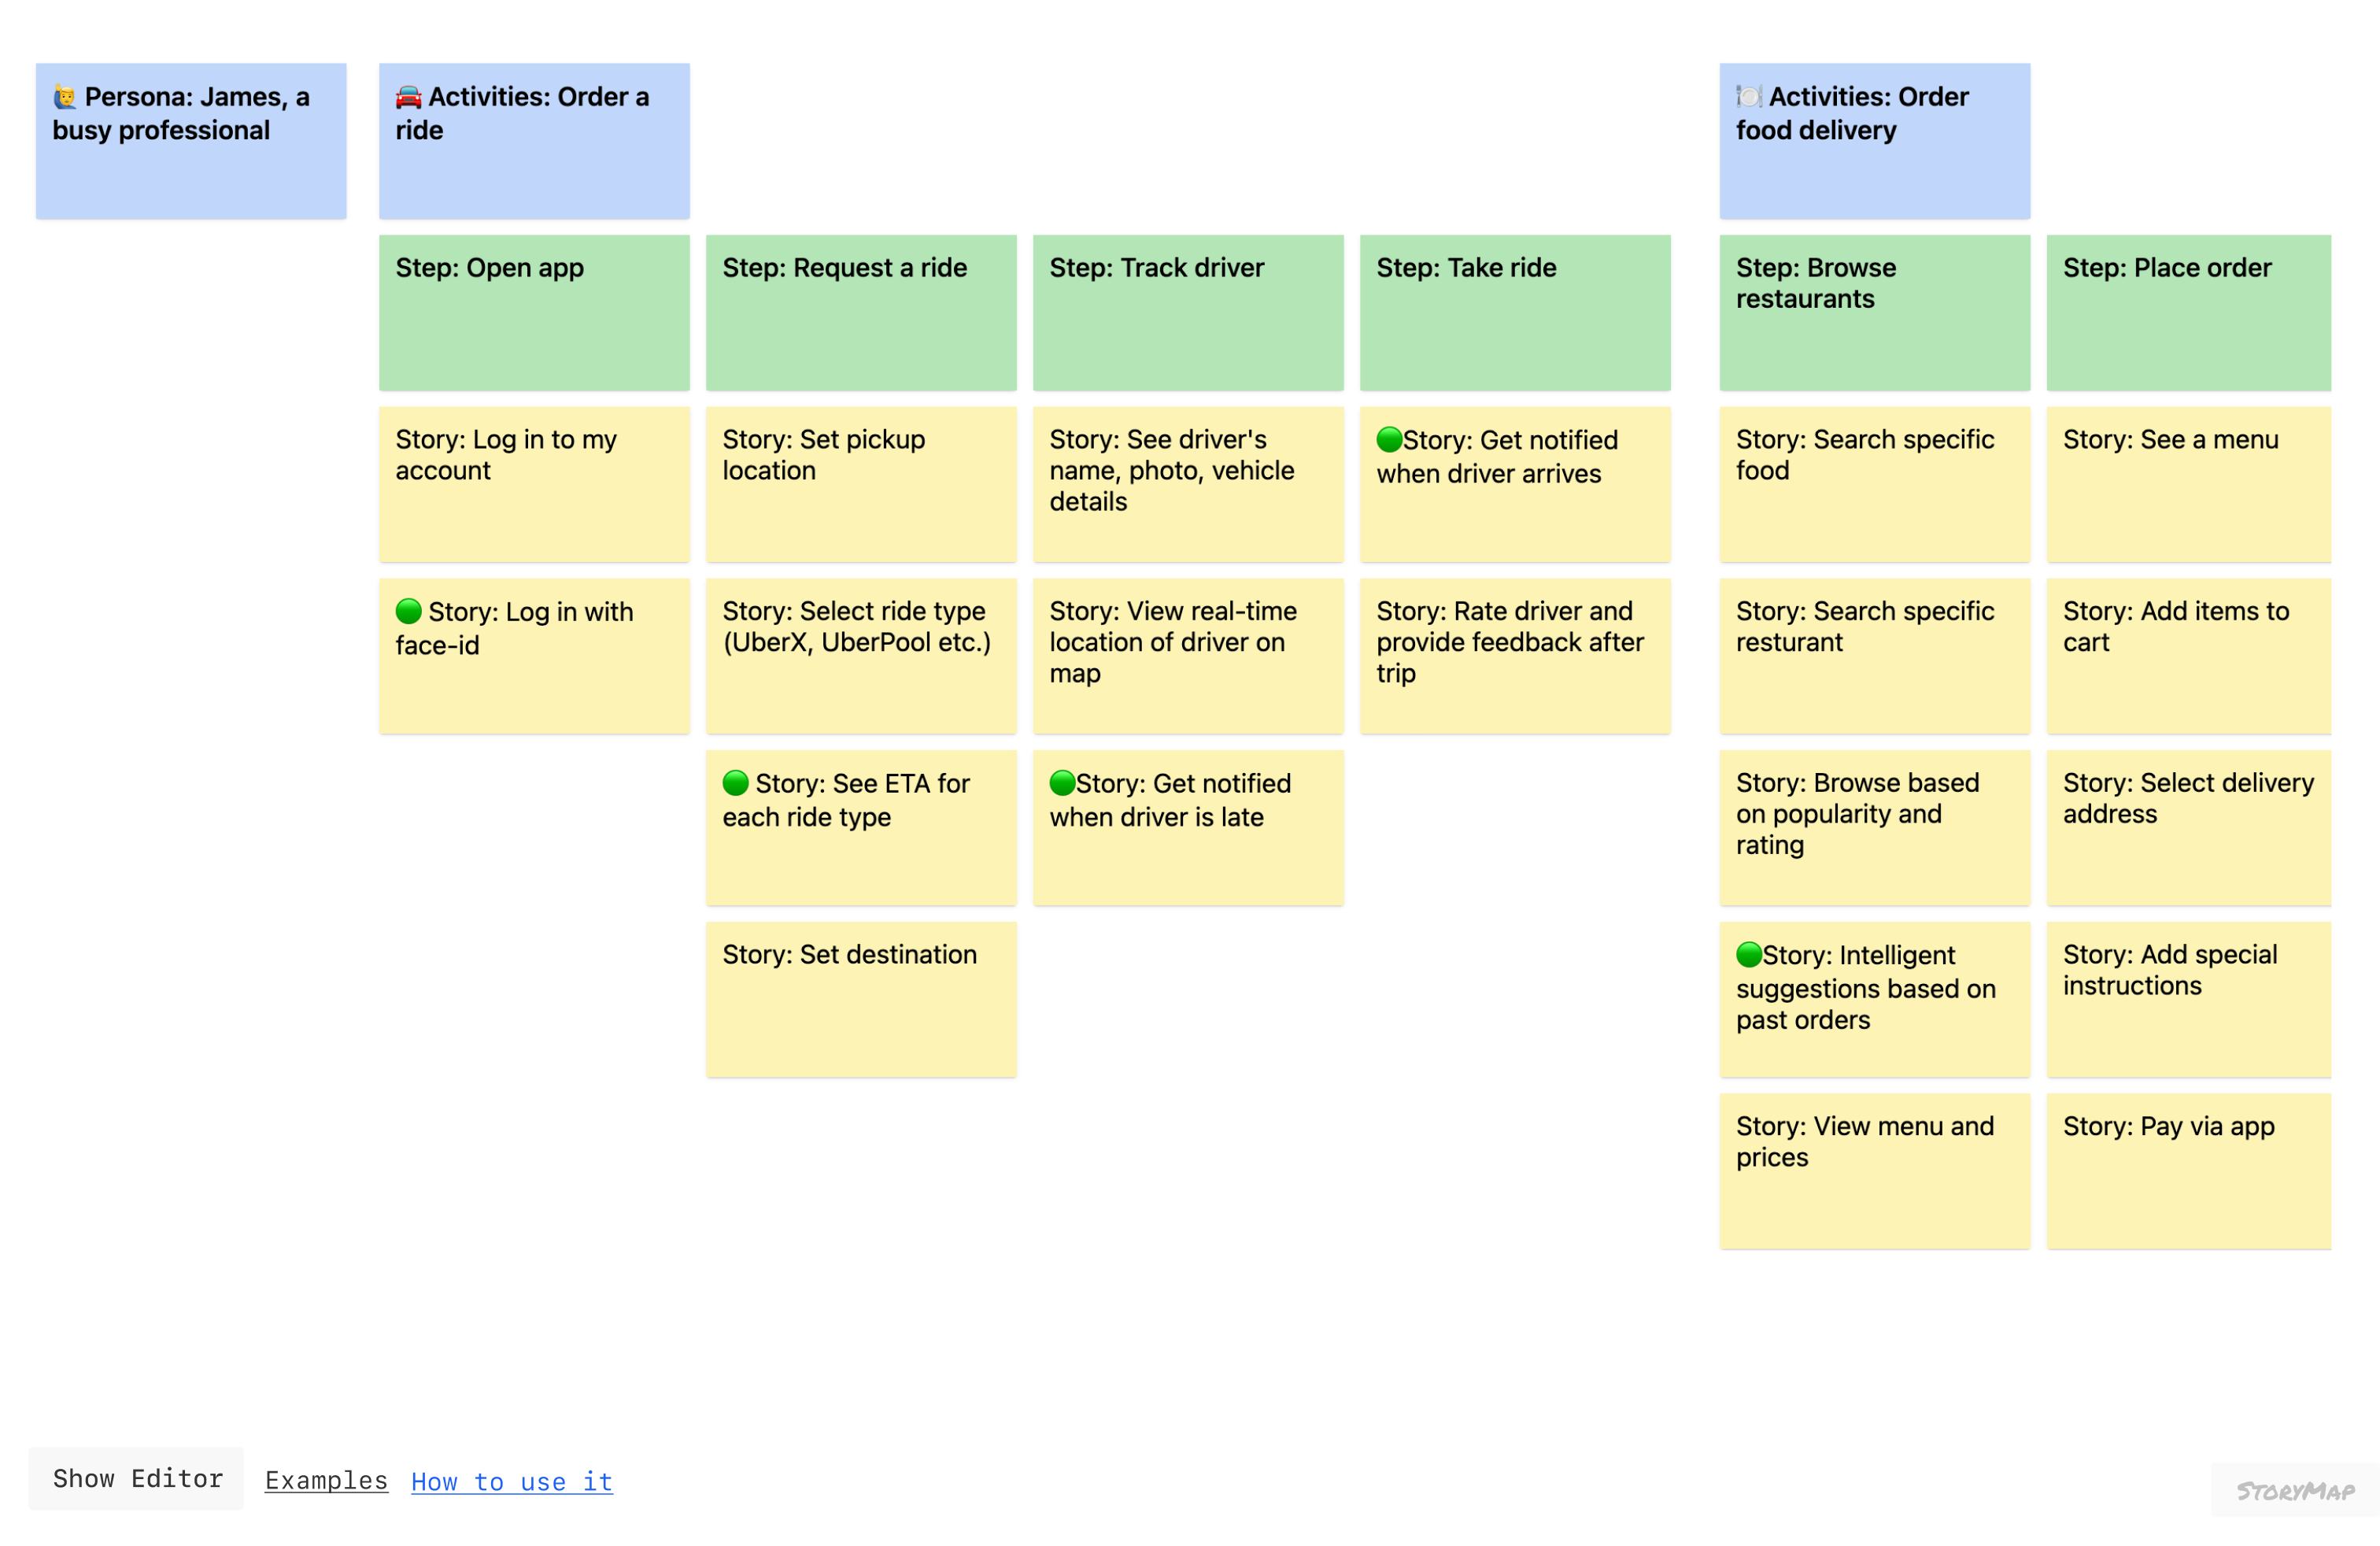 🙋‍♂️ Persona: James, a
busy professional
🚘 Activities: Order a
ride
🍽️ Activities: Order
food delivery
Step: Open app
Step: Request a ride
Step: Track driver
Step: Take ride
Step: Browse
restaurants
Step: Place order
Story: Log in to my
account
Story: Set pickup
location
Story: See driver's
name, photo, vehicle
details
🟢Story: Get notified
when driver arrives
Story: Search specific
food
Story: See a menu
🟢 Story: Log in with
face-id
Story: Select ride type
(UberX, UberPool etc.)
Story: View real-time
location of driver on
map
Story: Rate driver and
provide feedback after
trip
Story: Search specific
resturant
Story: Add items to
cart
🟢 Story: See ETA for
each ride type
🟢Story: Get notified
when driver is late
Story: Browse based
on popularity and
rating
Story: Select delivery
address
Story: Set destination
🟢Story: Intelligent
suggestions based on
past orders
Story: Add special
instructions
Story: View menu and
prices
Story: Pay via app
Show Editor
Examples
How to use it
StoryMap